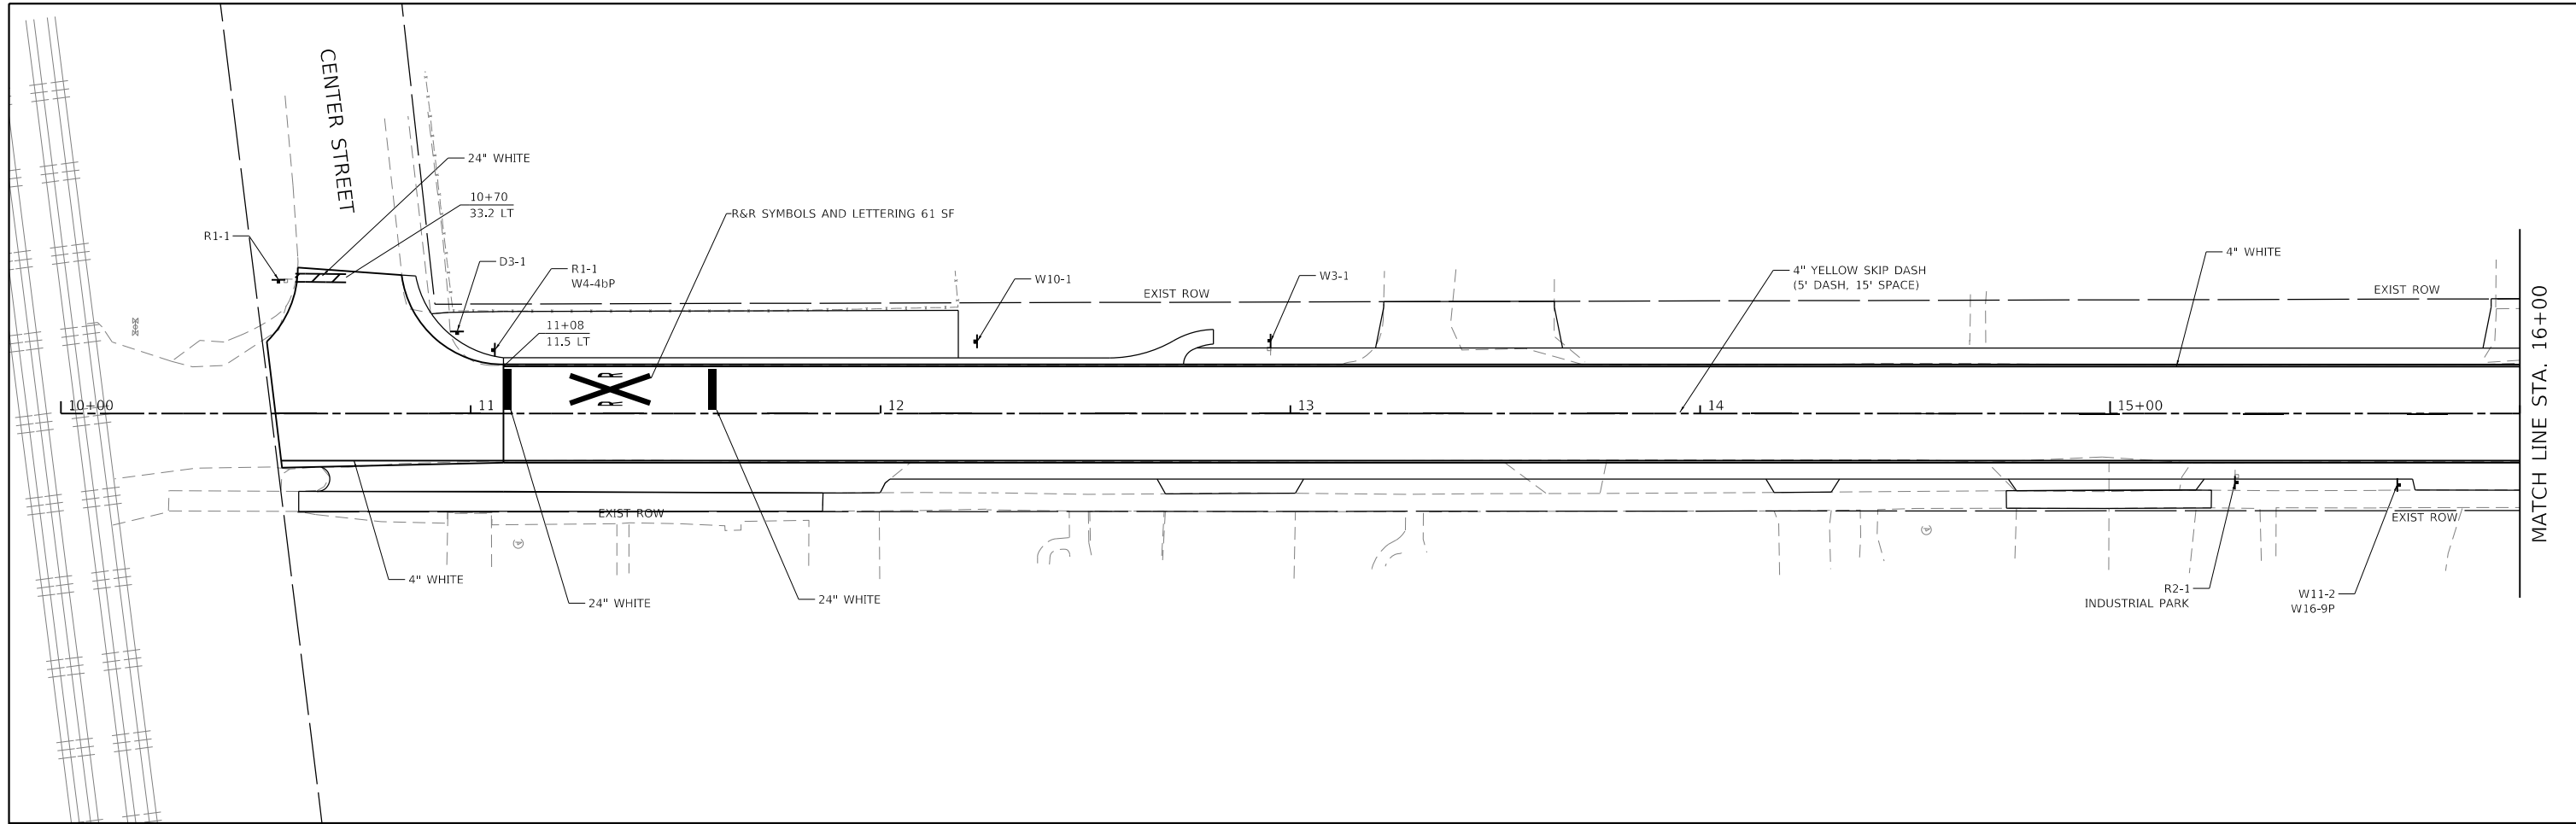 CENTER STREET
24" WHITE
10+70
33.2 LT
R&R SYMBOLS AND LETTERING 61 SF
R1-1
D3-1
R1-1
W4-4bP
W10-1
W3-1
4" YELLOW SKIP DASH
(5' DASH, 15' SPACE)
4" WHITE
EXIST ROW
EXIST ROW
11+08
11.5 LT
R
R
10+00
11
12
13
14
15+00
MATCH LINE STA. 16+00
EXIST ROW
EXIST ROW
4" WHITE
24" WHITE
24" WHITE
R2-1
INDUSTRIAL PARK
W11-2
W16-9P